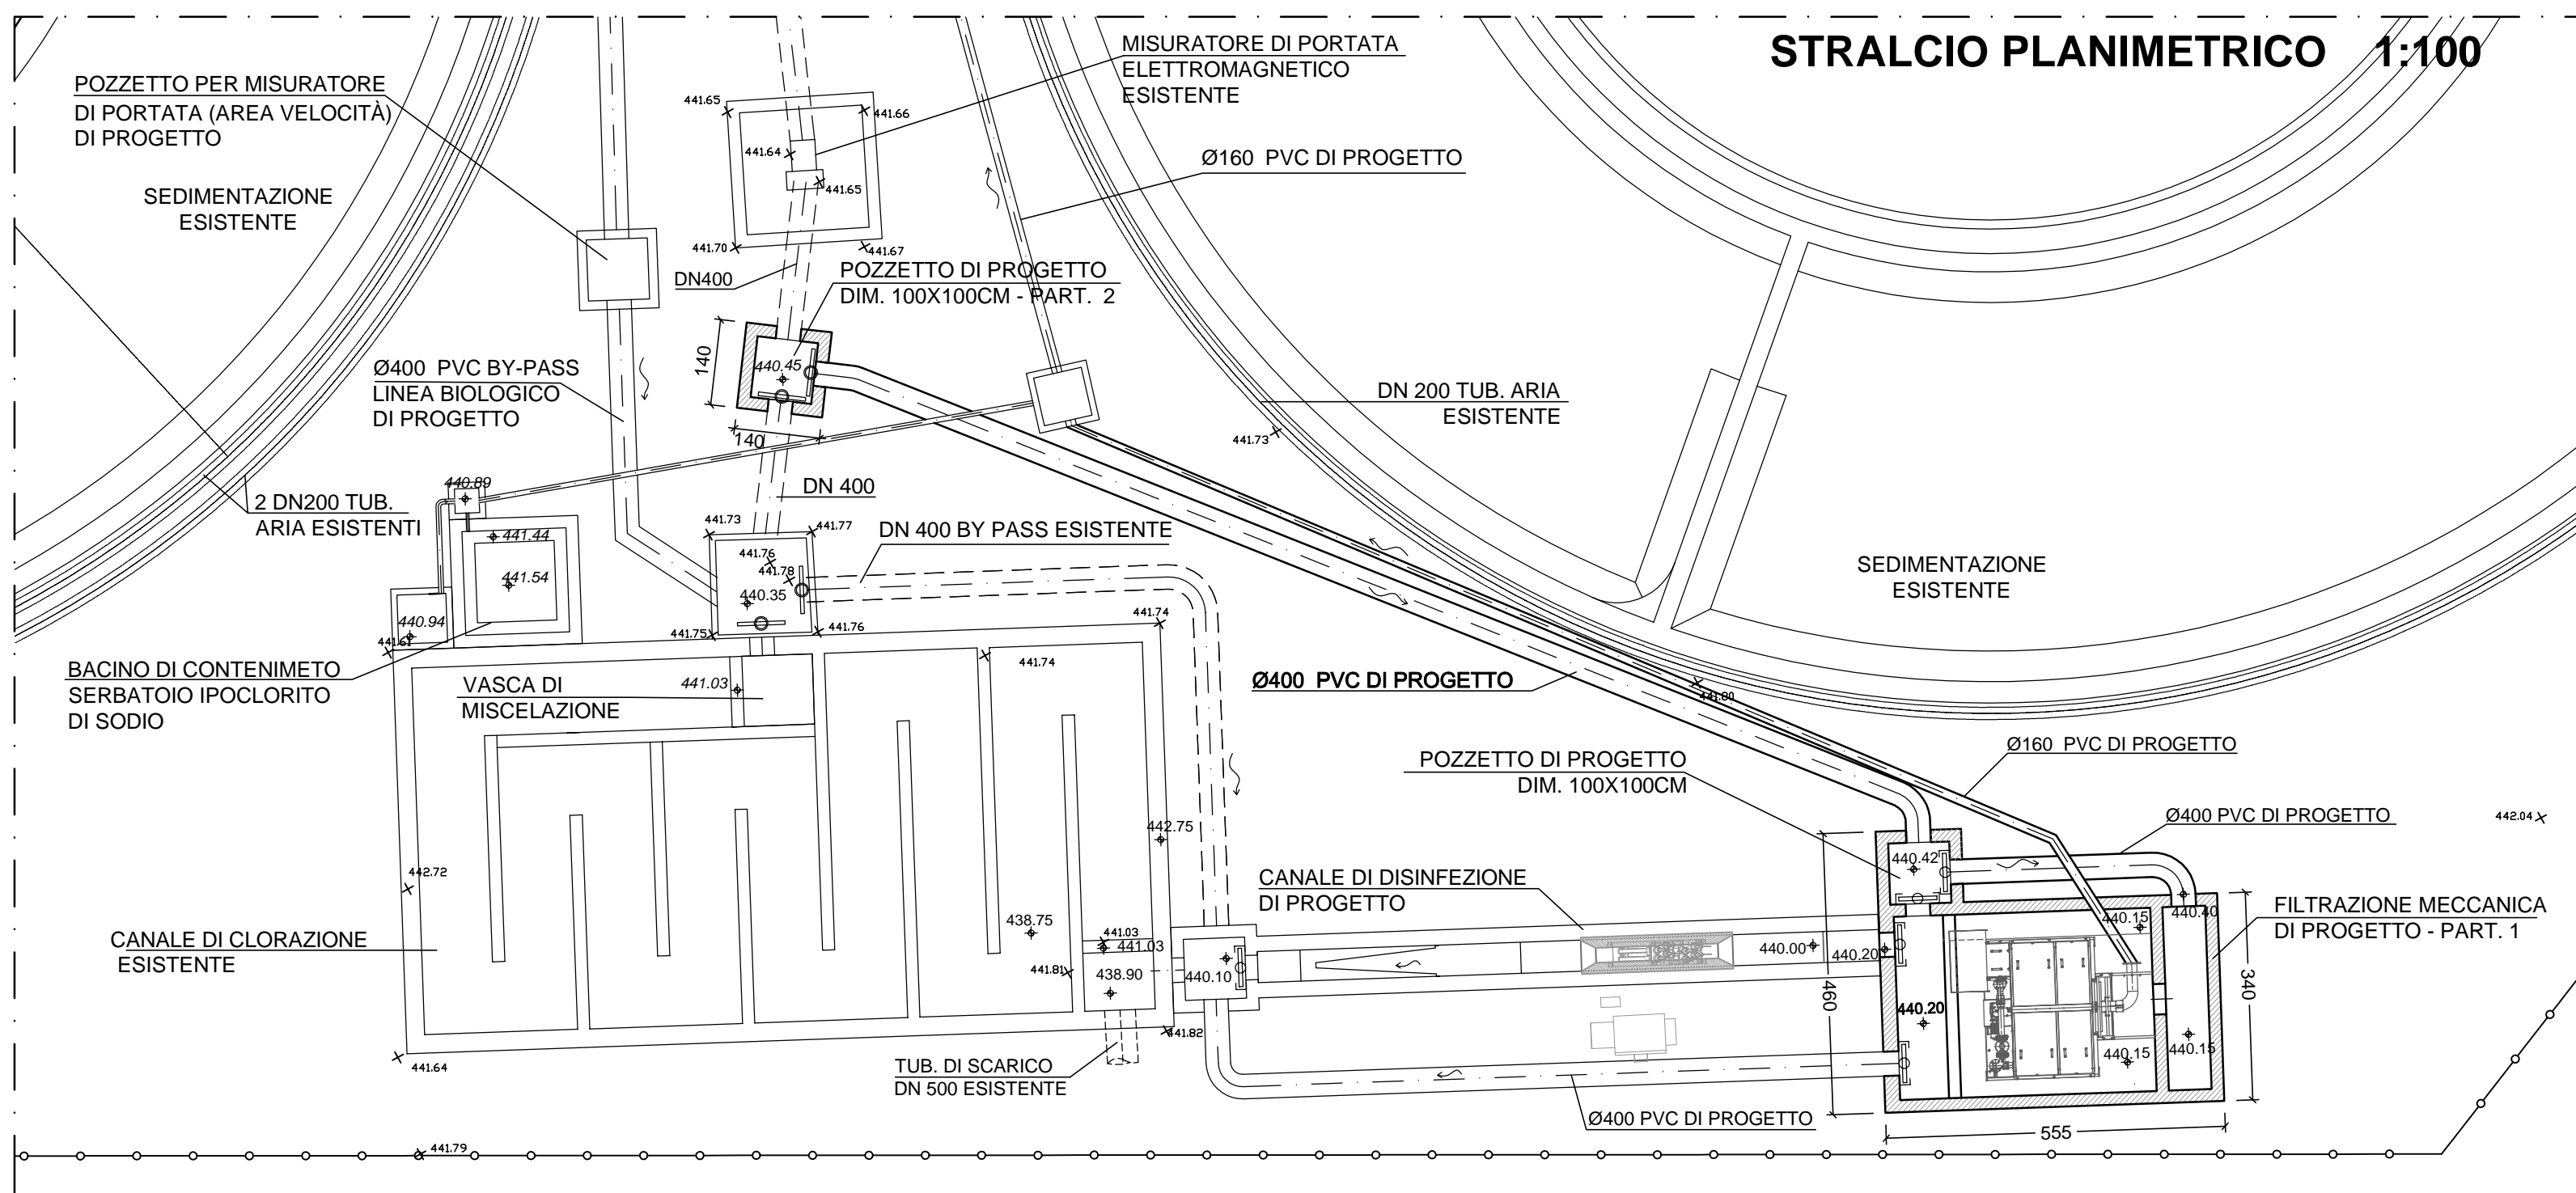 STRALCIO PLANIMETRICO 1:100
MISURATORE DI PORTATA
ELETTROMAGNETICO
ESISTENTE
POZZETTO PER MISURATORE
DI PORTATA (AREA VELOCITÀ)
DI PROGETTO
441.65
441.66
441.64
441.65
Ø160 PVC DI PROGETTO
SEDIMENTAZIONE
ESISTENTE
441.70
441.67
DN400
POZZETTO DI PROGETTO
DIM. 100X100CM - PART. 2
140
440.45
140
Ø400 PVC BY-PASS
LINEA BIOLOGICO
DI PROGETTO
DN 200 TUB. ARIA
ESISTENTE
441.73
440.89
2 DN200 TUB.
ARIA ESISTENTI
DN 400
441.73
441.77
DN 400 BY PASS ESISTENTE
441.44
441.76
441.78
441.54
440.35
SEDIMENTAZIONE
ESISTENTE
440.94
441.61
441.75
441.76
441.74
BACINO DI CONTENIMETO
SERBATOIO IPOCLORITO
DI SODIO
VASCA DI
MISCELAZIONE
441.03
441.74
Ø400 PVC DI PROGETTO
441.80
POZZETTO DI PROGETTO
DIM. 100X100CM
Ø160 PVC DI PROGETTO
Ø400 PVC DI PROGETTO
442.04
442.75
442.72
440.42
CANALE DI DISINFEZIONE
DI PROGETTO
FILTRAZIONE MECCANICA
DI PROGETTO - PART. 1
438.75
440.15
440.40
CANALE DI CLORAZIONE
ESISTENTE
441.03
441.03
441.81
438.90
440.10
440.00
440.20
460
440.20
340
440.15
440.15
441.82
441.64
TUB. DI SCARICO
DN 500 ESISTENTE
Ø400 PVC DI PROGETTO
555
441.79